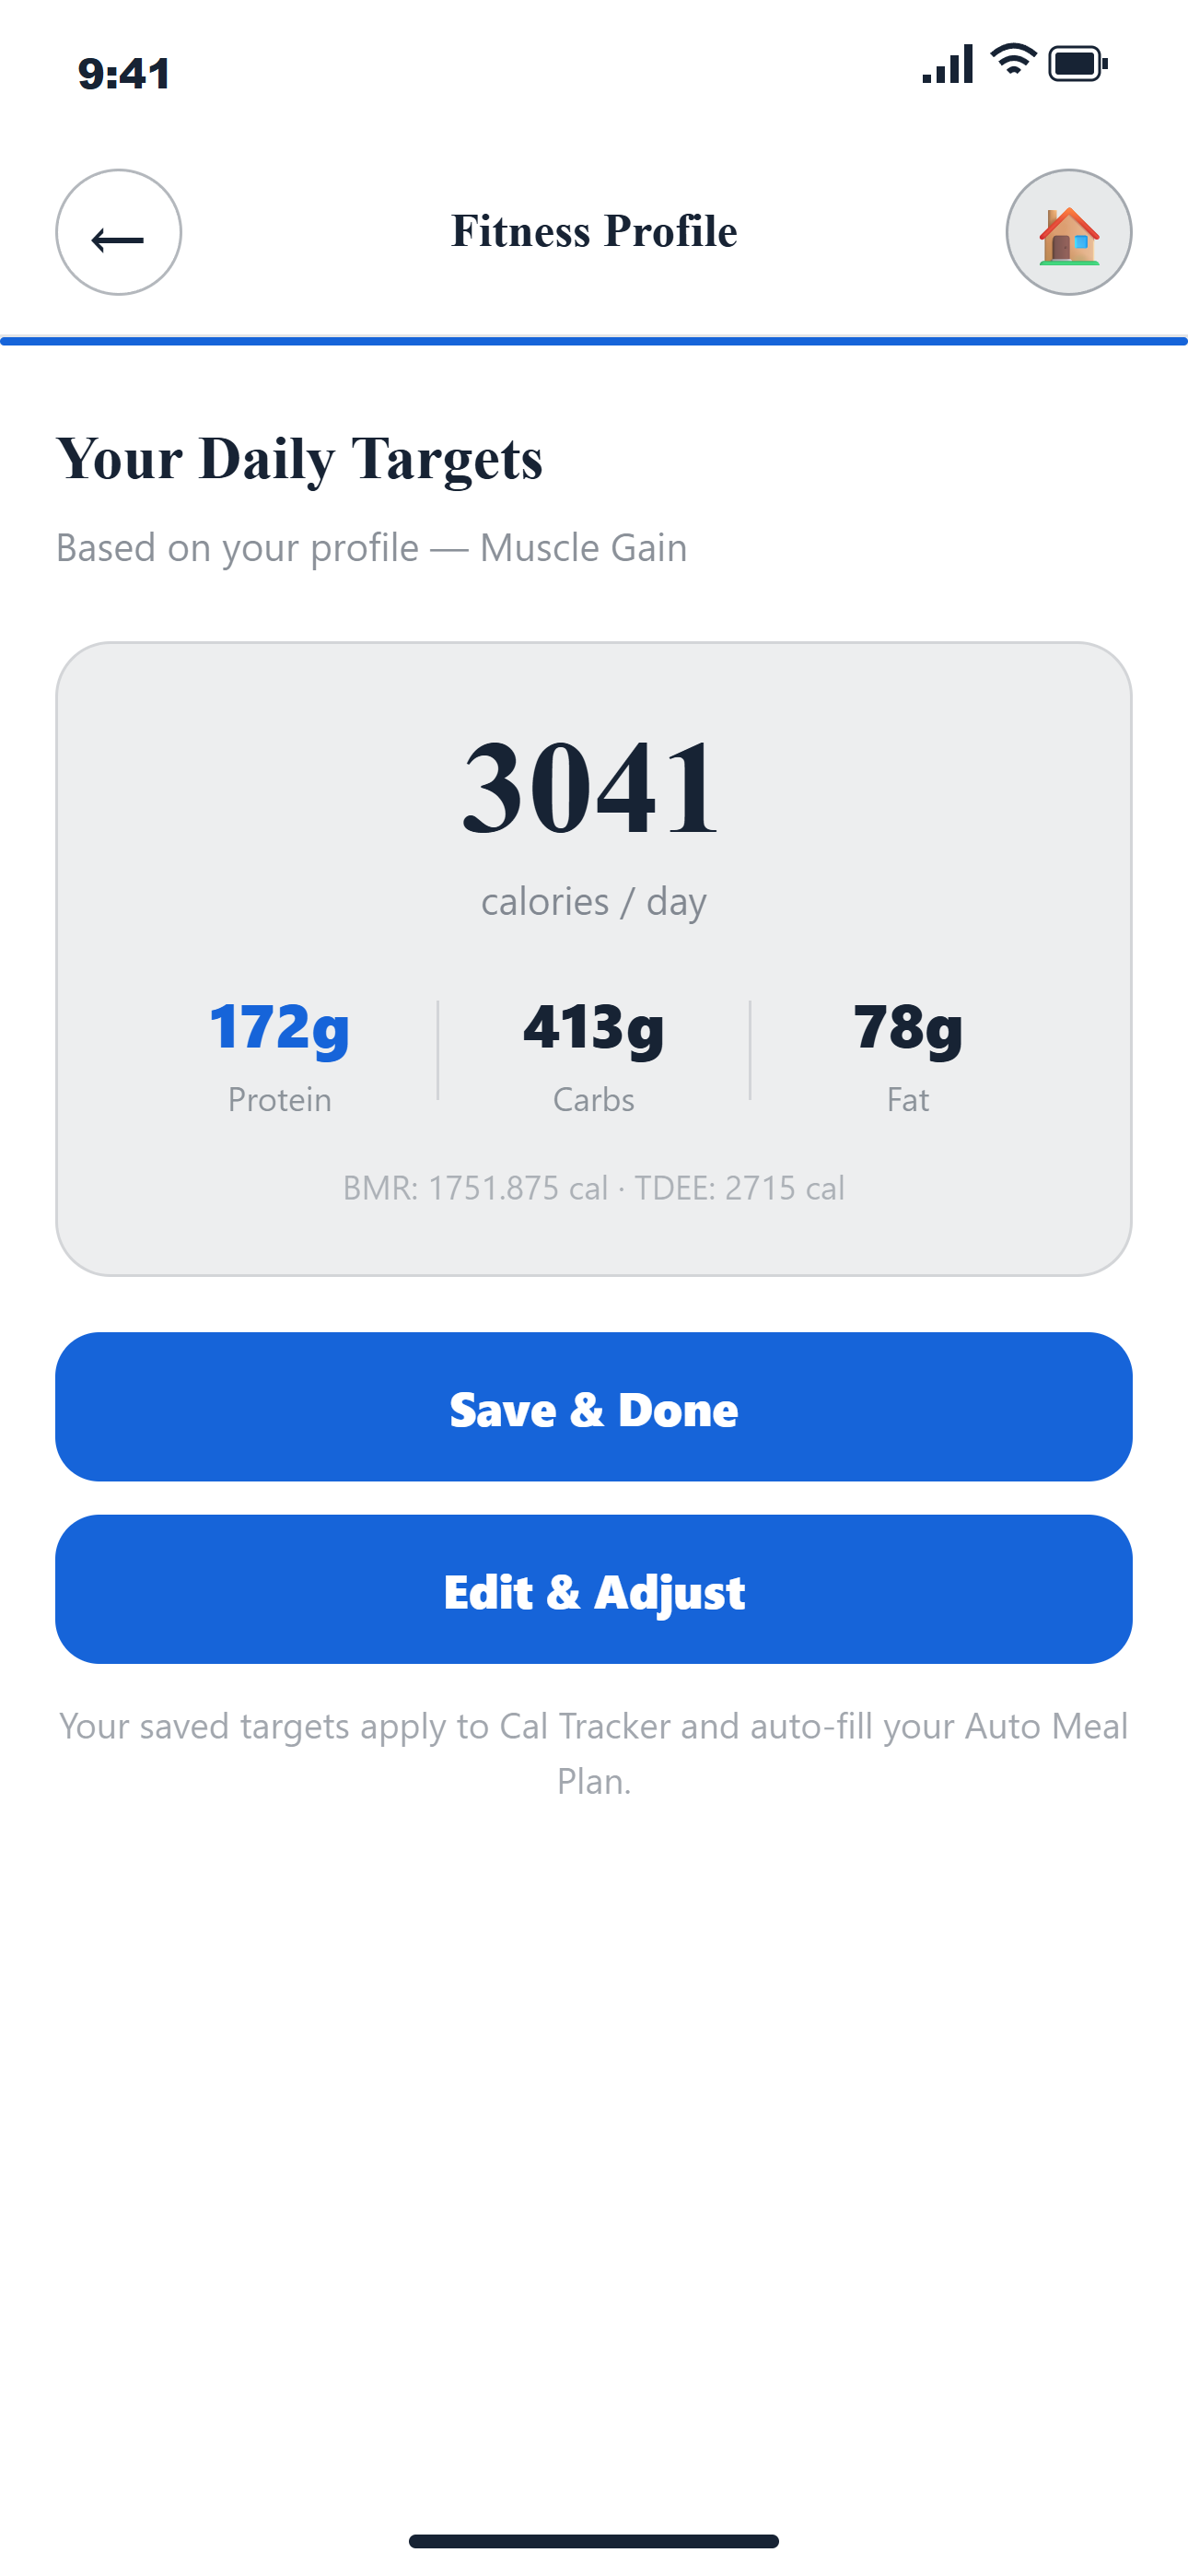 9:41
Fitness Profile
Your Daily Targets
Based on your profile — Muscle Gain
3041
calories / day
172g 413g 78g
Protein Carbs Fat
BMR: 1751.875 cal · TDEE: 2715 cal
Save & Done
Edit & Adjust
Your saved targets apply to Cal Tracker and auto-fill your Auto Meal
Plan.